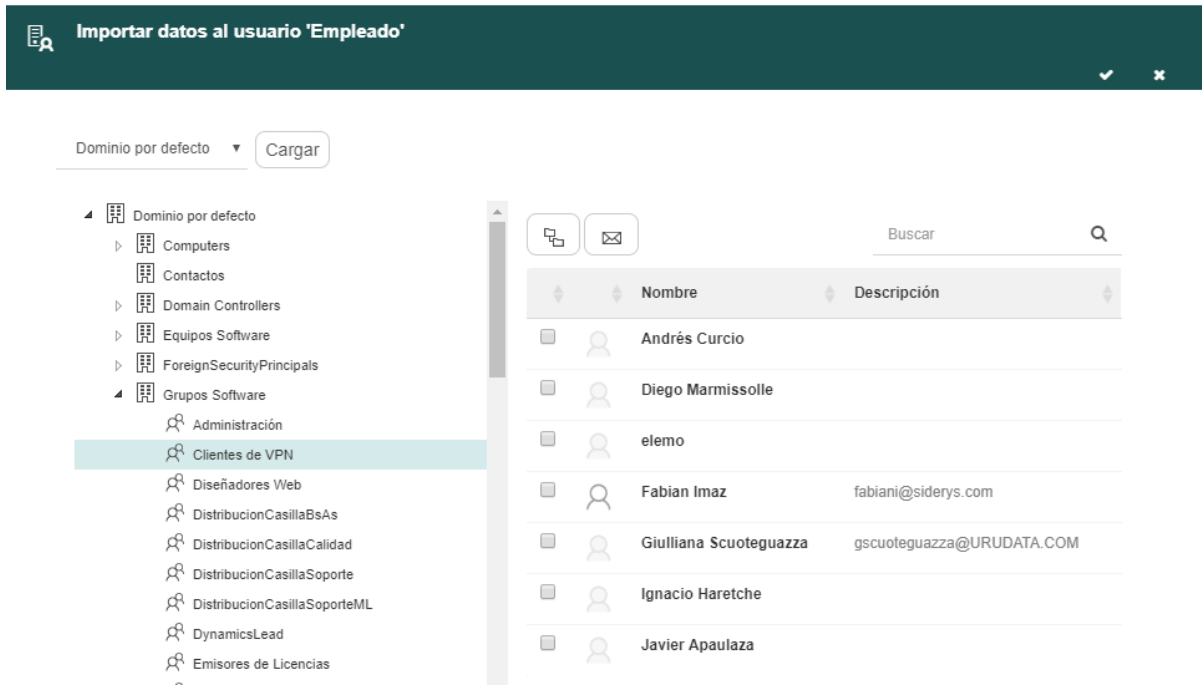 Importar datos al usuario 'Empleado'
Dominio por defecto
Cargar
Dominio por defecto
Computers
Contactos
Domain Controllers
Equipos Software
ForeignSecurityPrincipals
Grupos Software
Administración
Clientes de VPN
Diseñadores Web
DistribucionCasillaBsAs
DistribucionCasillaCalidad
DistribucionCasillaSoporte
DistribucionCasillaSoporteML
DynamicsLead
Emisores de Licencias
Buscar
Nombre Descripción
Andrés Curcio
Diego Marmissolle
elemo
Fabian Imaz fabiani@siderys.com
Giulliana Scuoteguazza gscuoteguazza@URUDATA.COM
Ignacio Haretche
Javier Apaulaza